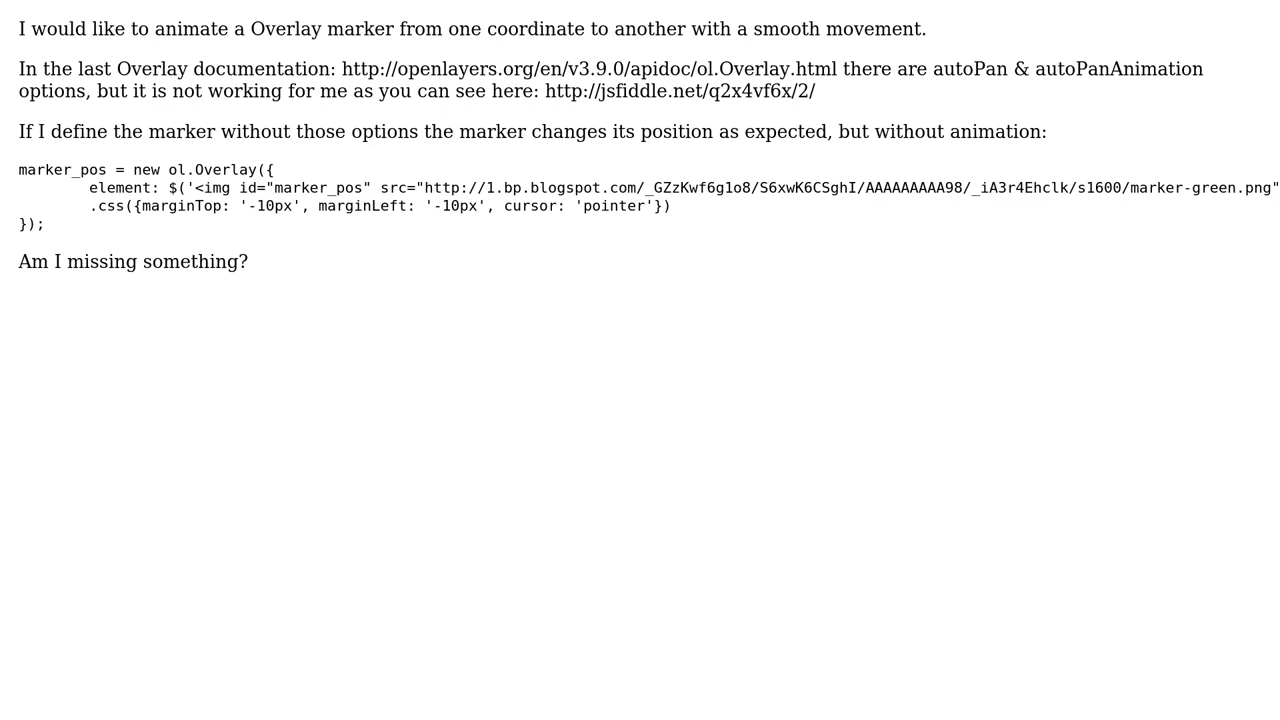 I would like to animate a Overlay marker from one coordinate to another with a smooth movement.
In the last Overlay documentation: http://openlayers.org/en/v3.9.0/apidoc/ol.Overlay.html there are autoPan & autoPanAnimation
options, but it is not working for me as you can see here: http://jsfiddle.net/q2x4vf6x/2/
If I define the marker without those options the marker changes its position as expected, but without animation:
marker_pos = new ol.Overlay({
        element: $('<img id="marker_pos" src="http://1.bp.blogspot.com/_GZzKwf6g1o8/S6xwK6CSghI/AAAAAAAAA98/_iA3r4Ehclk/s1600/marker-green.png"
        .css({marginTop: '-10px', marginLeft: '-10px', cursor: 'pointer'})
});
Am I missing something?